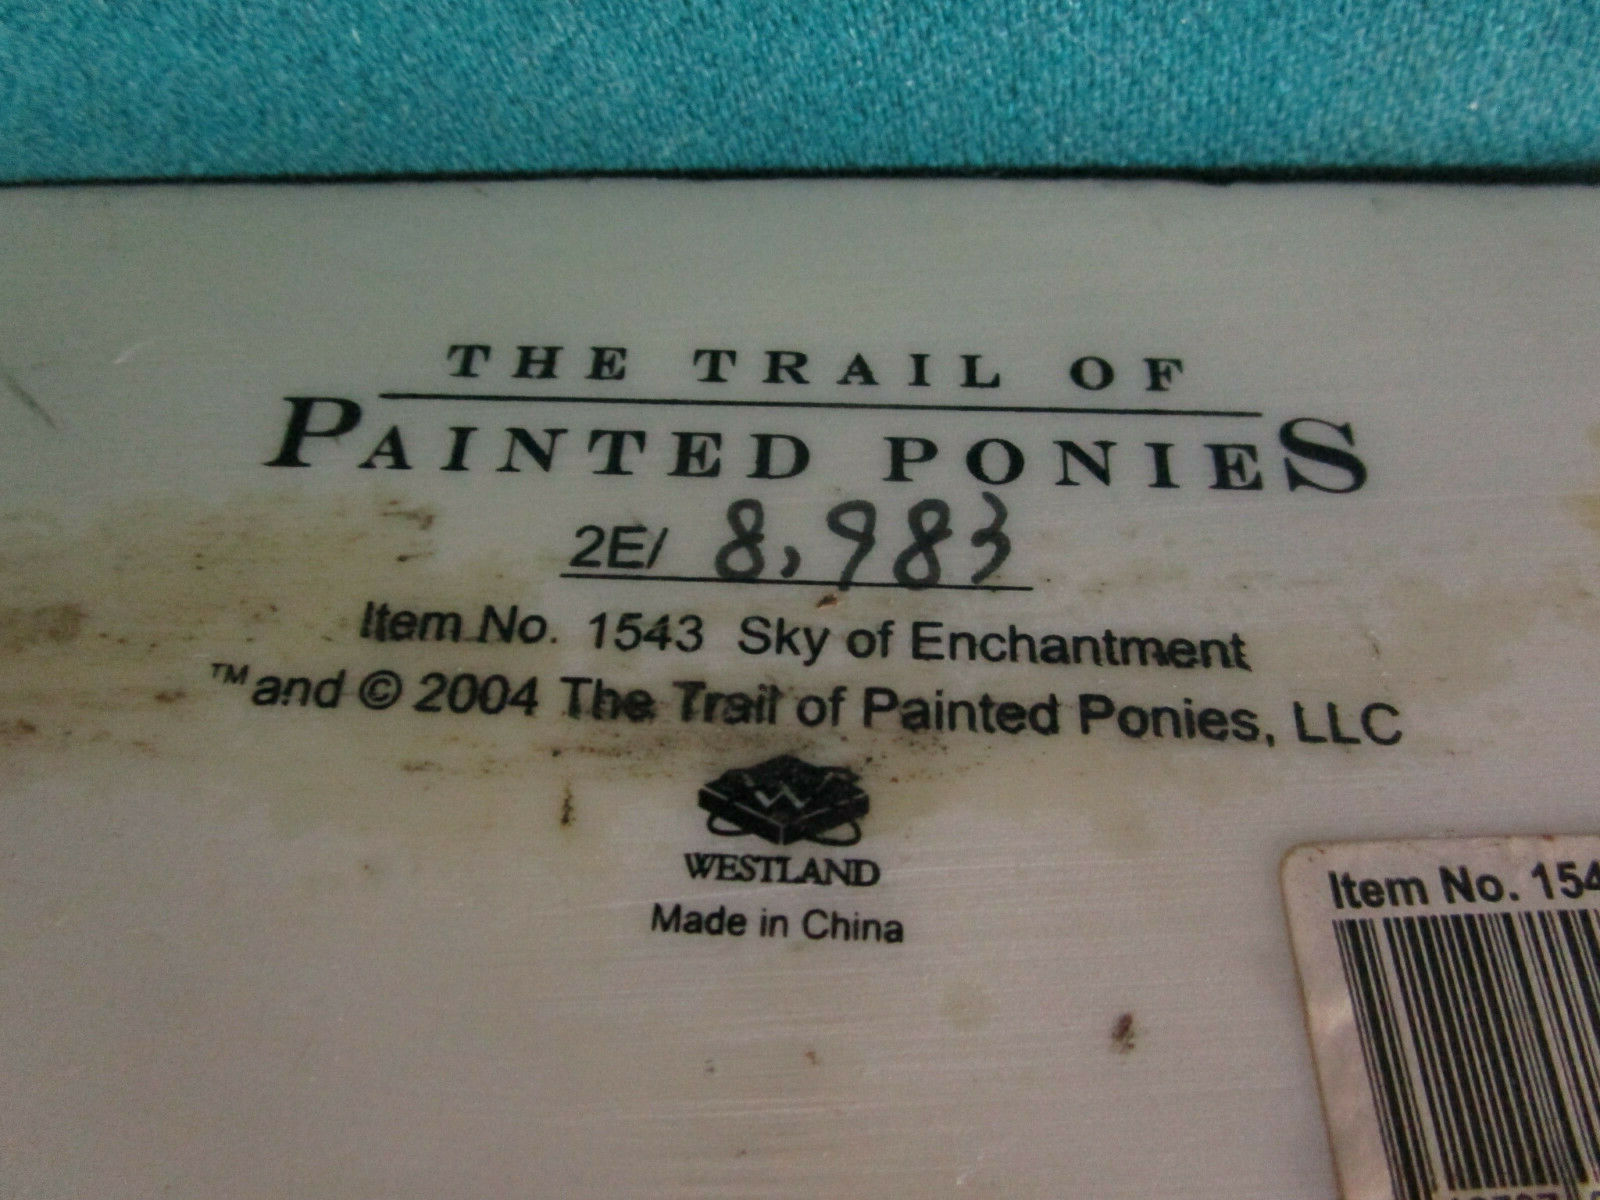 THE TRAIL OF
PAINTED PONIES
2E/ 8,983
Item No. 1543 Sky of Enchantment
™ and © 2004 The Trail of Painted Ponies, LLC
W
WESTLAND
Made in China
Item No. 154